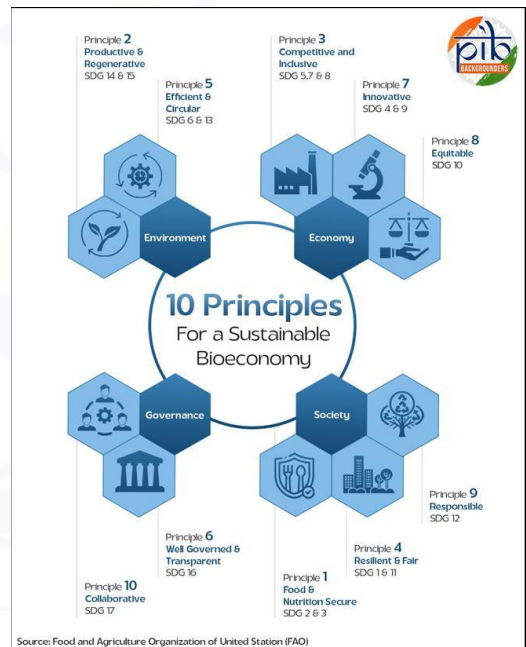 Principle 2
Productive &
Regenerative
SDG 14 & 15
Principle 5
Efficient &
Circular
SDG 6 & 13
Principle 3
Competitive and
Inclusive
SDG 5,7 & 8
Principle 7
Innovative
SDG 4 & 9
Principle 8
Equitable
SDG 10
pib
BACKGROUNDERS
Environment
Economy
10 Principles
For a Sustainable
Bioeconomy
Governance
Society
Principle 6
Well Governed &
Transparent
SDG 16
Principle 10
Collaborative
SDG 17
Principle 1
Food &
Nutrition Secure
SDG 2 & 3
Principle 4
Resilient & Fair
SDG 1 & 11
Principle 9
Responsible
SDG 12
Source: Food and Agriculture Organization of United Station (FAO)